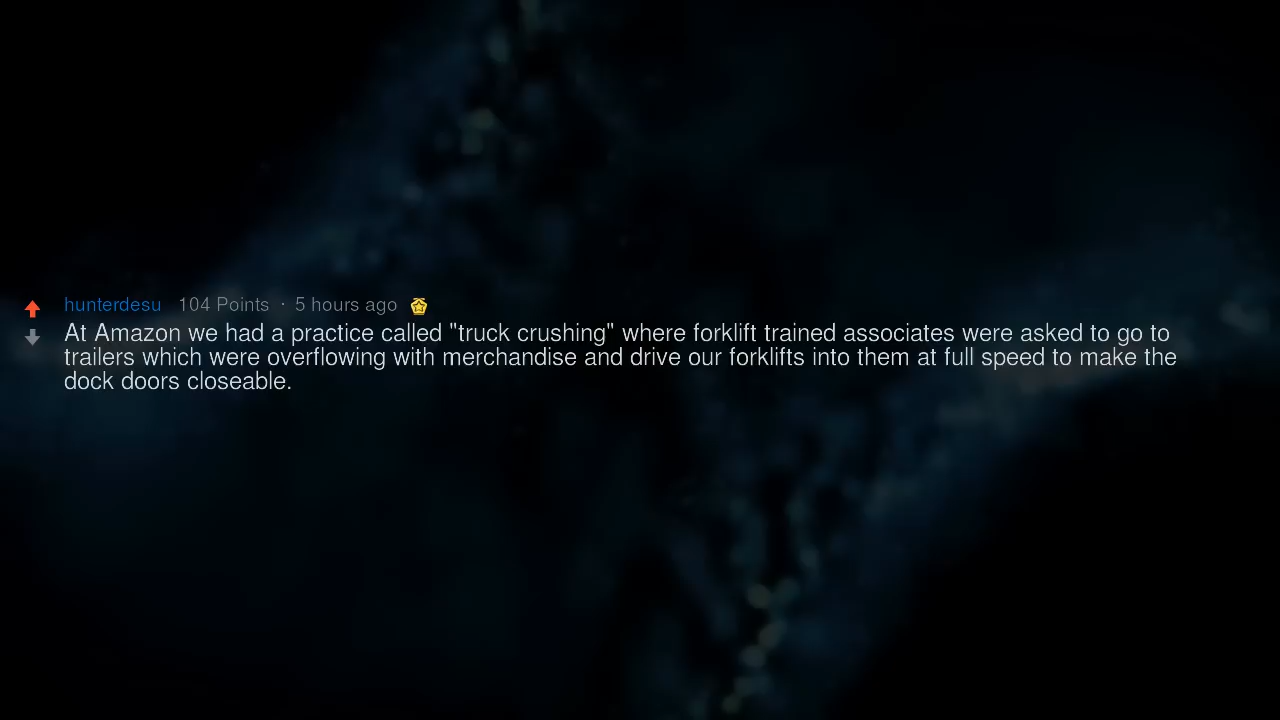 hunterdesu 104 Points · 5 hours ago
At Amazon we had a practice called "truck crushing" where forklift trained associates were asked to go to
trailers which were overflowing with merchandise and drive our forklifts into them at full speed to make the
dock doors closeable.